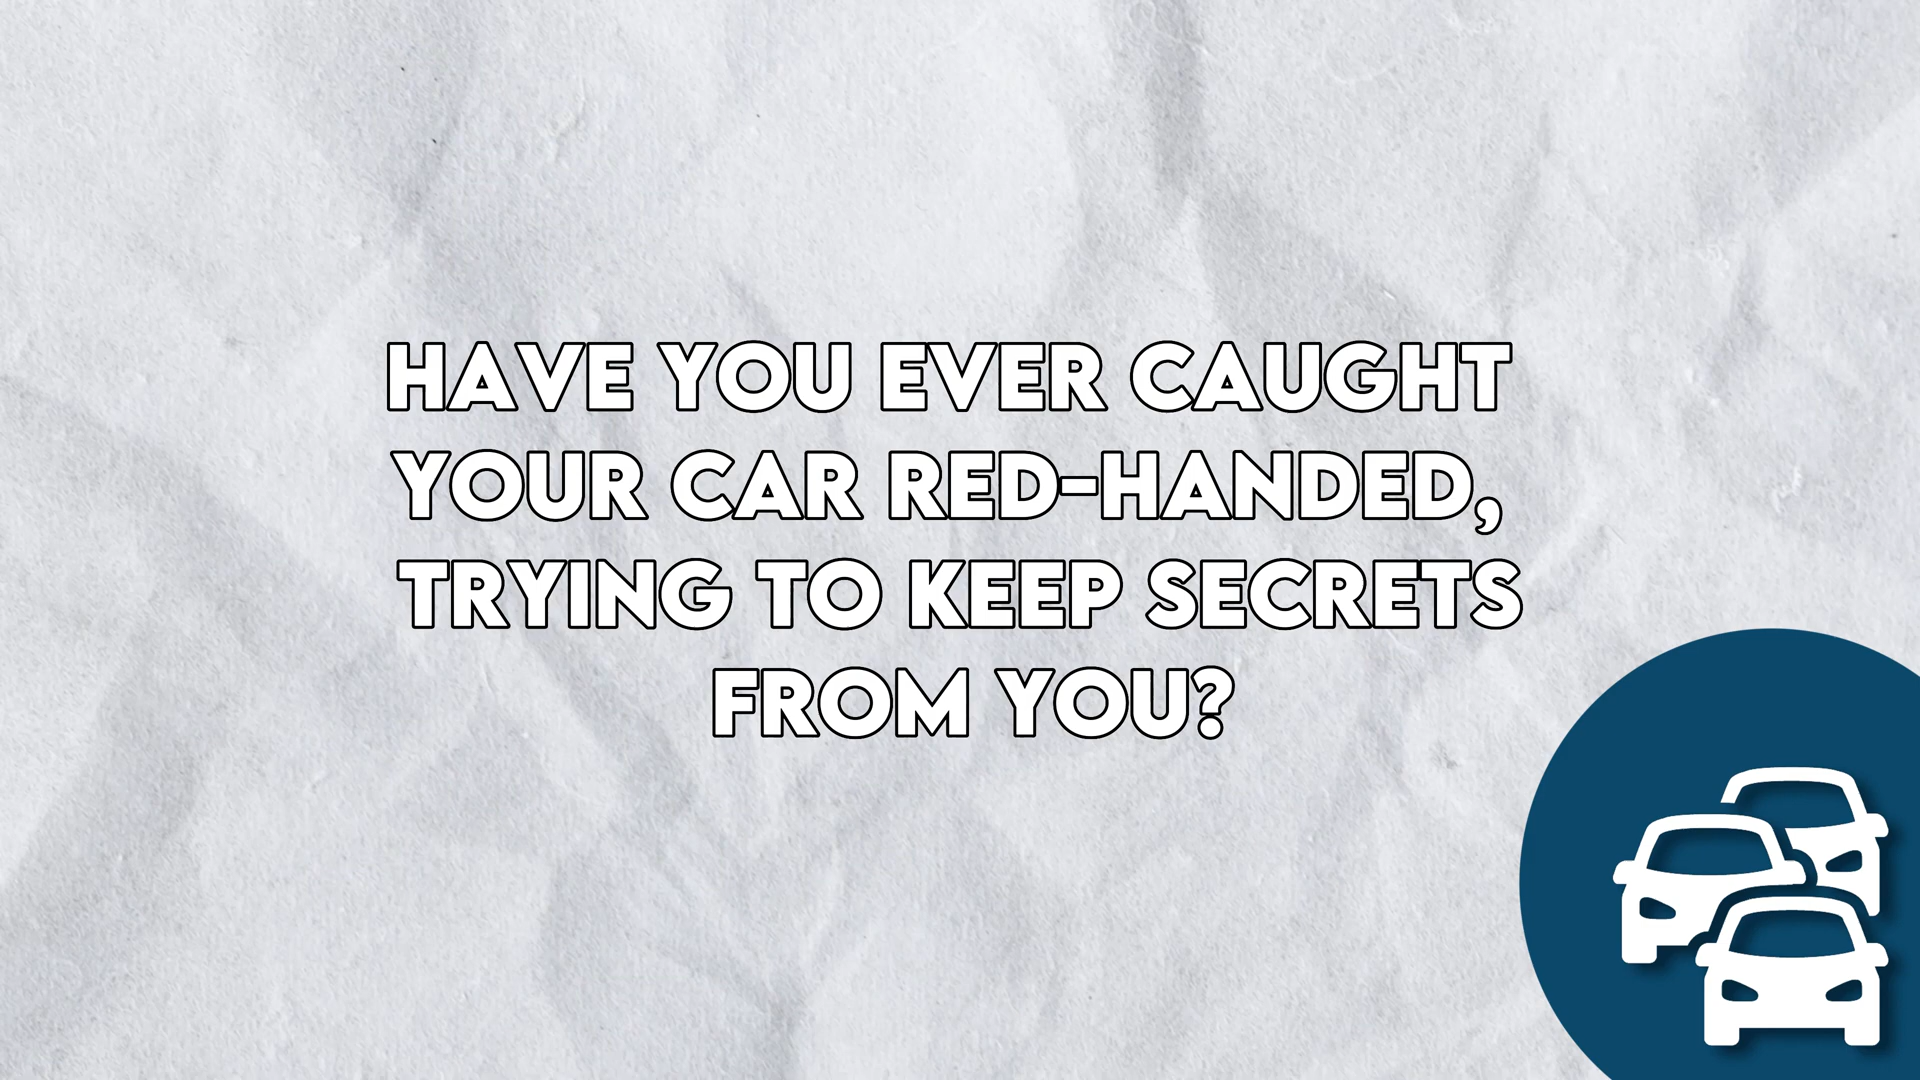 HAVE YOU EVER CAUGHT
YOUR CAR RED-HANDED,
TRYING TO KEEP SECRETS
FROM YOU?